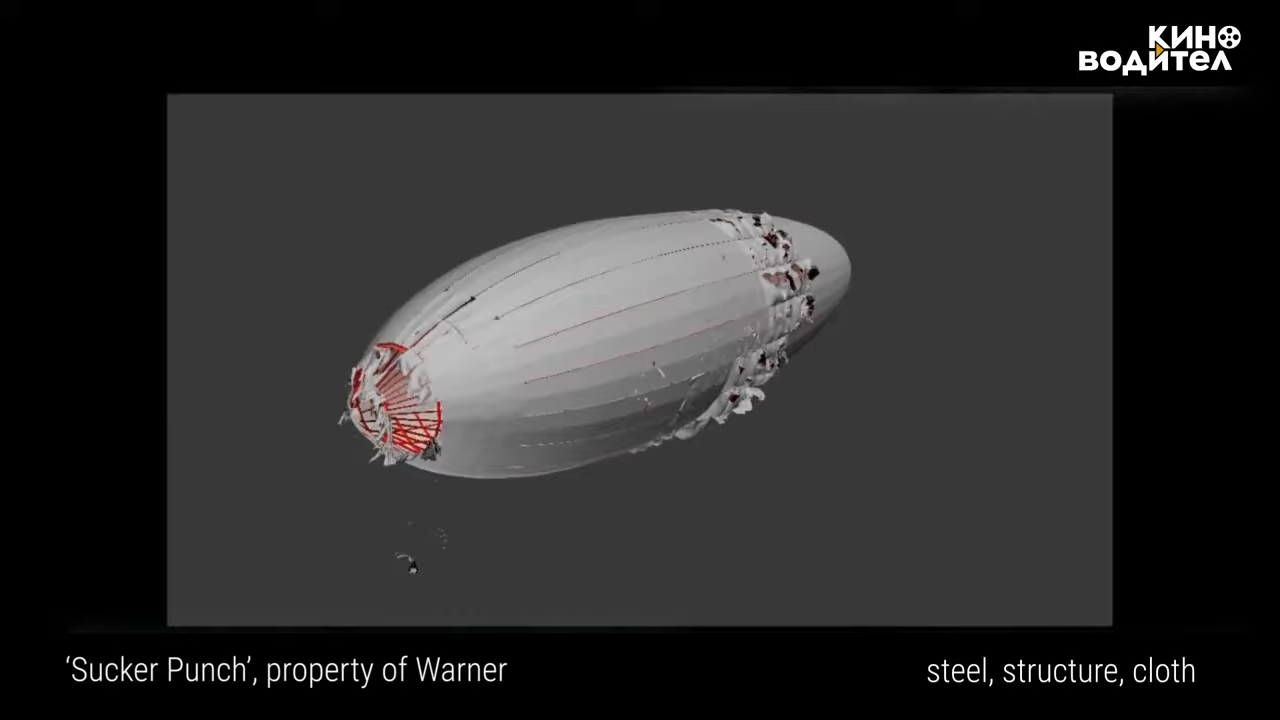 КИНО
ВОДИТЕЛ
‘Sucker Punch’, property of Warner
steel, structure, cloth